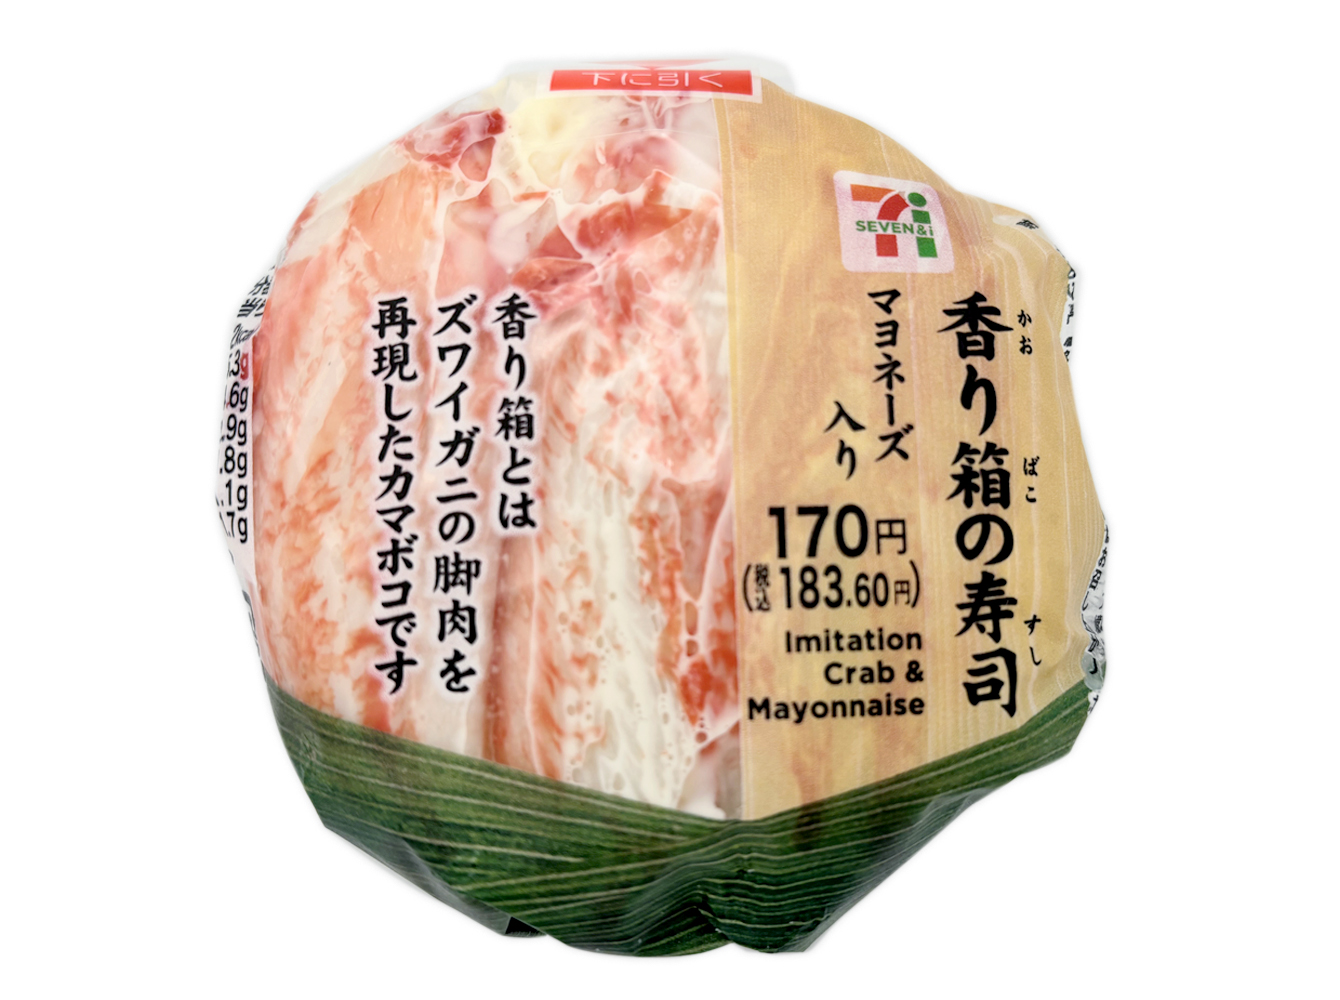 下に引く
SEVEN&i
香り箱の寿司
かお
ばこ
すし
マヨネーズ
入り
170円
(税込183.60円)
Imitation
Crab &
Mayonnaise
香り箱とは
ズワイガニの脚肉を
再現したカマボコです